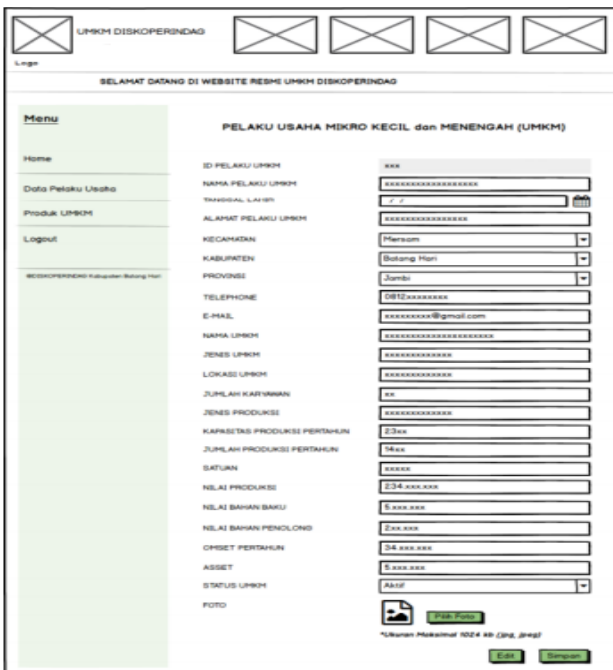 UMKM DISKOPERINDAG
Logo
SELAMAT DATANG DI WEBSITE RESMI UMKM DISKOPERINDAG
Menu
Home
Data Pelaku Usaha
Produk UMKM
Logout
©DISKOPERINDAG Kabupaten Batang Hari
PELAKU USAHA MIKRO KECIL dan MENENGAH (UMKM)
ID PELAKU UMKM xxx
NAMA PELAKU UMKM xxxxxxxxxxxxxxxxxx
TANGGAL LAHIR / /
ALAMAT PELAKU UMKM xxxxxxxxxxxxxxxx
KECAMATAN Mersam
KABUPATEN Batang Hari
PROVINSI Jambi
TELEPHONE 0812xxxxxxxx
E-MAIL xxxxxxxxx@gmail.com
NAMA UMKM xxxxxxxxxxxxxxxxxxxxx
JENIS UMKM xxxxxxxxxxxxx
LOKASI UMKM xxxxxxxxxxxxx
JUMLAH KARYAWAN xx
JENIS PRODUKSI xxxxxxxxxxxxx
KAPASITAS PRODUKSI PERTAHUN 23xx
JUMLAH PRODUKSI PERTAHUN 14xx
SATUAN xxxxx
NILAI PRODUKSI 234.xxx.xxx
NILAI BAHAN BAKU 5.xxx.xxx
NILAI BAHAN PENOLONG 2xx.xxx
OMSET PERTAHUN 34.xxx.xxx
ASSET 5.xxx.xxx
STATUS UMKM Aktif
FOTO Pilih Foto
*Ukuran Maksimal 1024 kb (jpg, jpeg)
Edit Simpan